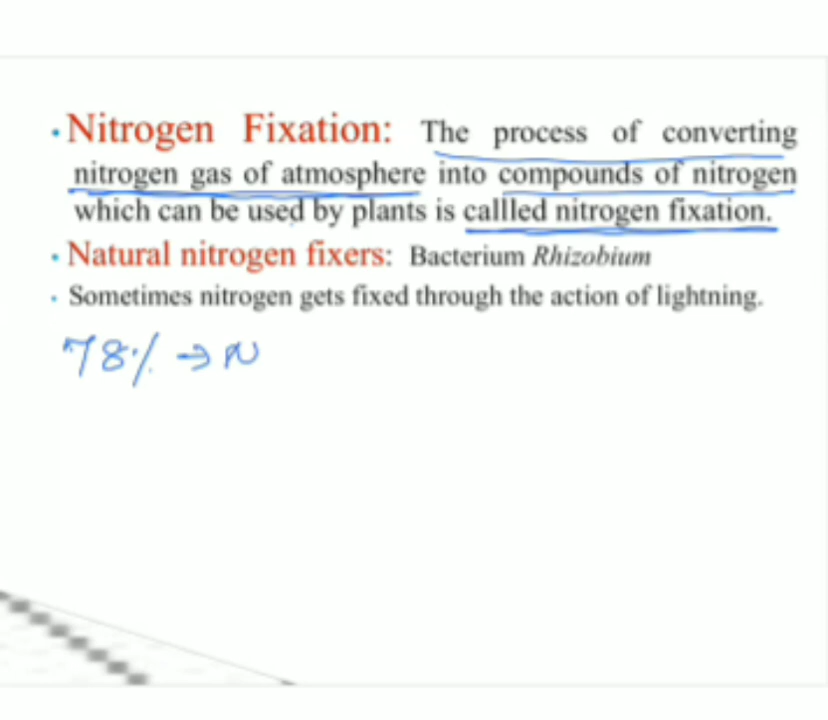 • Nitrogen Fixation: The process of converting
nitrogen gas of atmosphere into compounds of nitrogen
which can be used by plants is callled nitrogen fixation.
• Natural nitrogen fixers: Bacterium Rhizobium
• Sometimes nitrogen gets fixed through the action of lightning.
78% → N